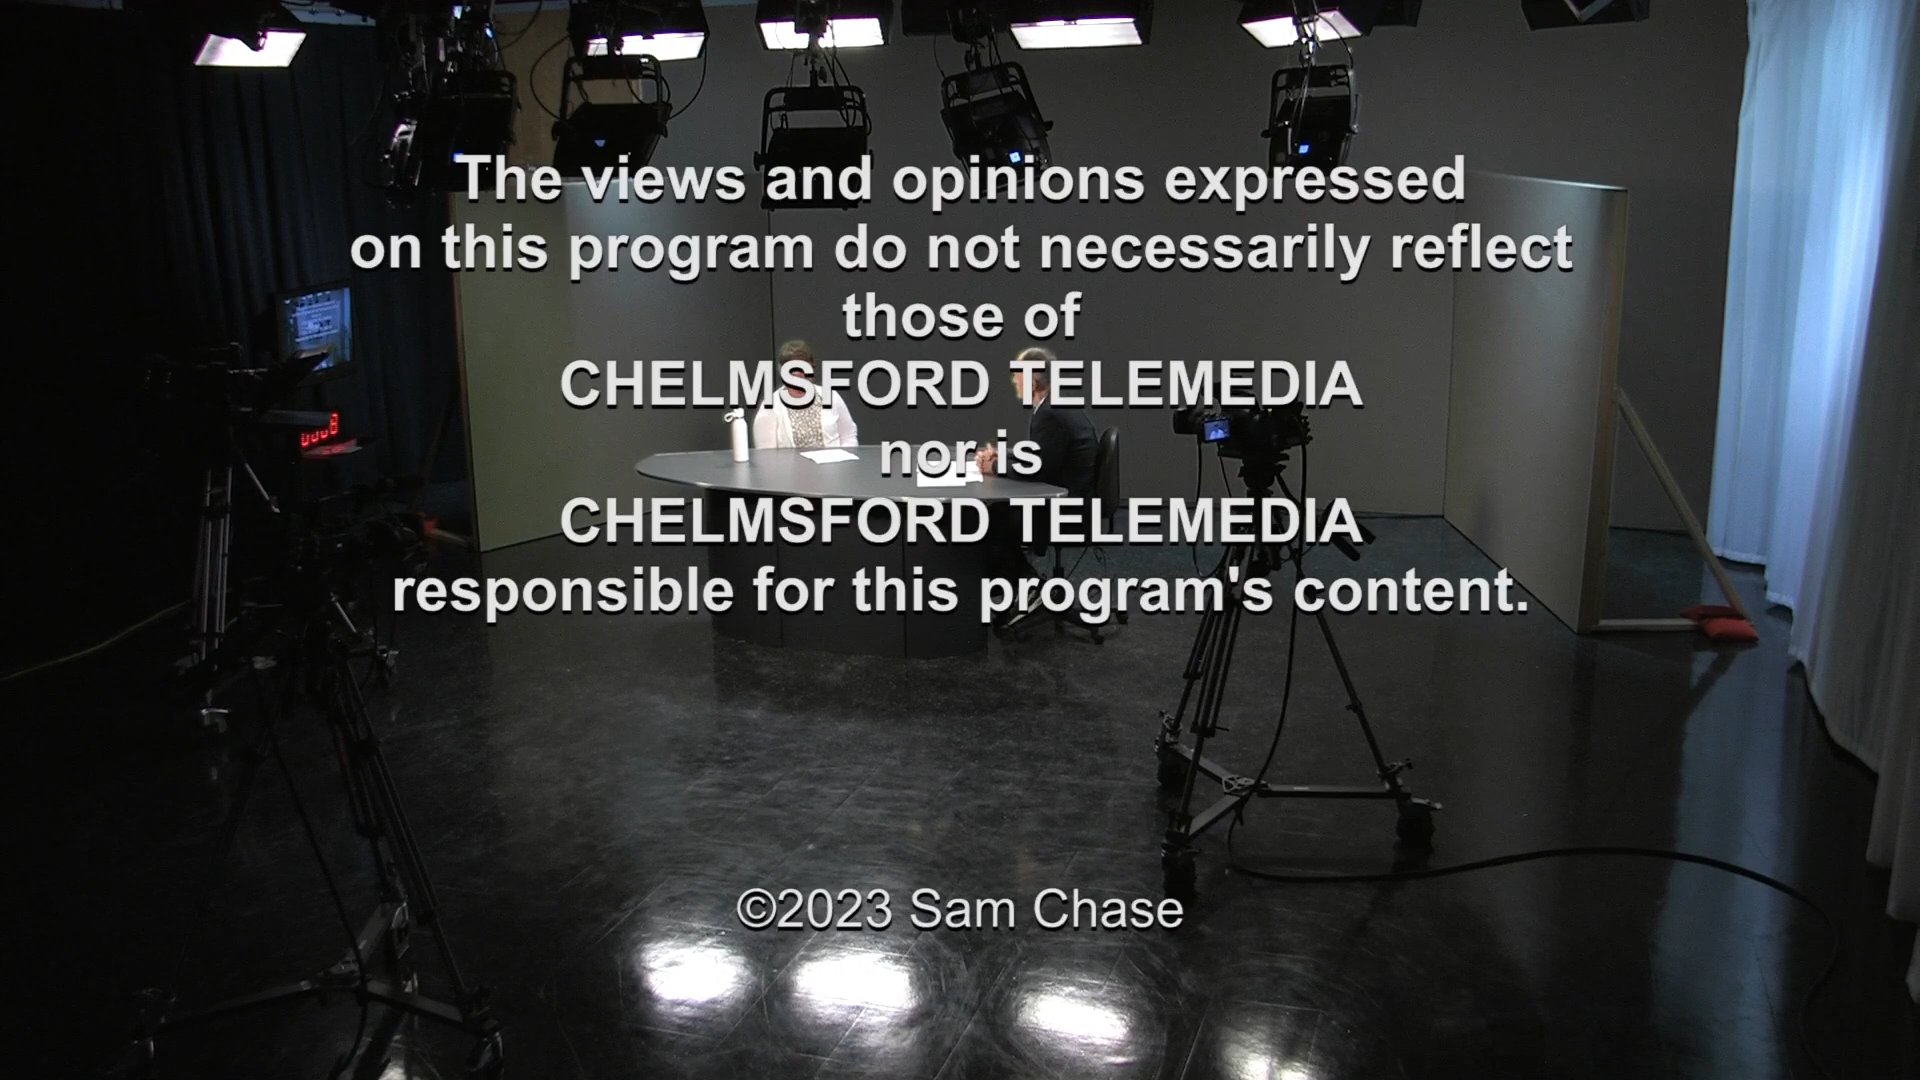 The views and opinions expressed
on this program do not necessarily reflect
those of
CHELMSFORD TELEMEDIA
nor is
CHELMSFORD TELEMEDIA
responsible for this program's content.
©2023 Sam Chase